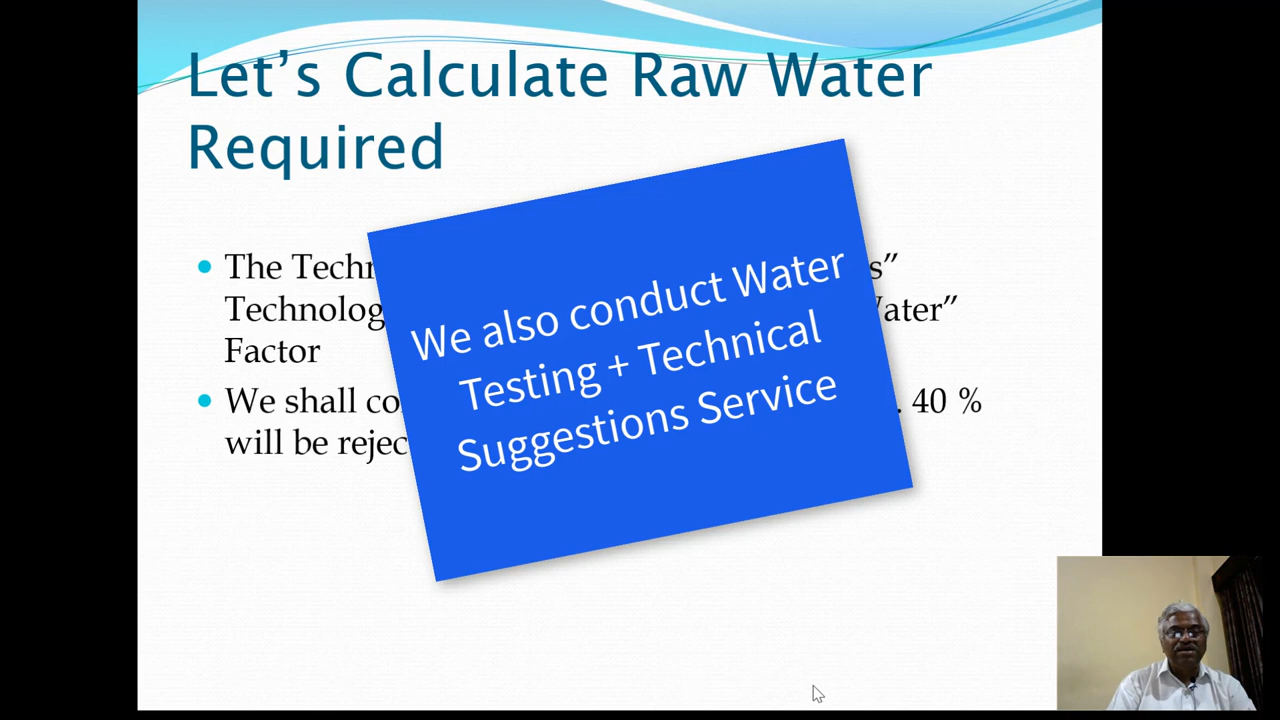 Let’s Calculate Raw Water
Required
The Techn
s”
Technolog
Water”
Factor
We shall co
. 40 %
will be rejec
We also conduct Water
Testing + Technical
Suggestions Service